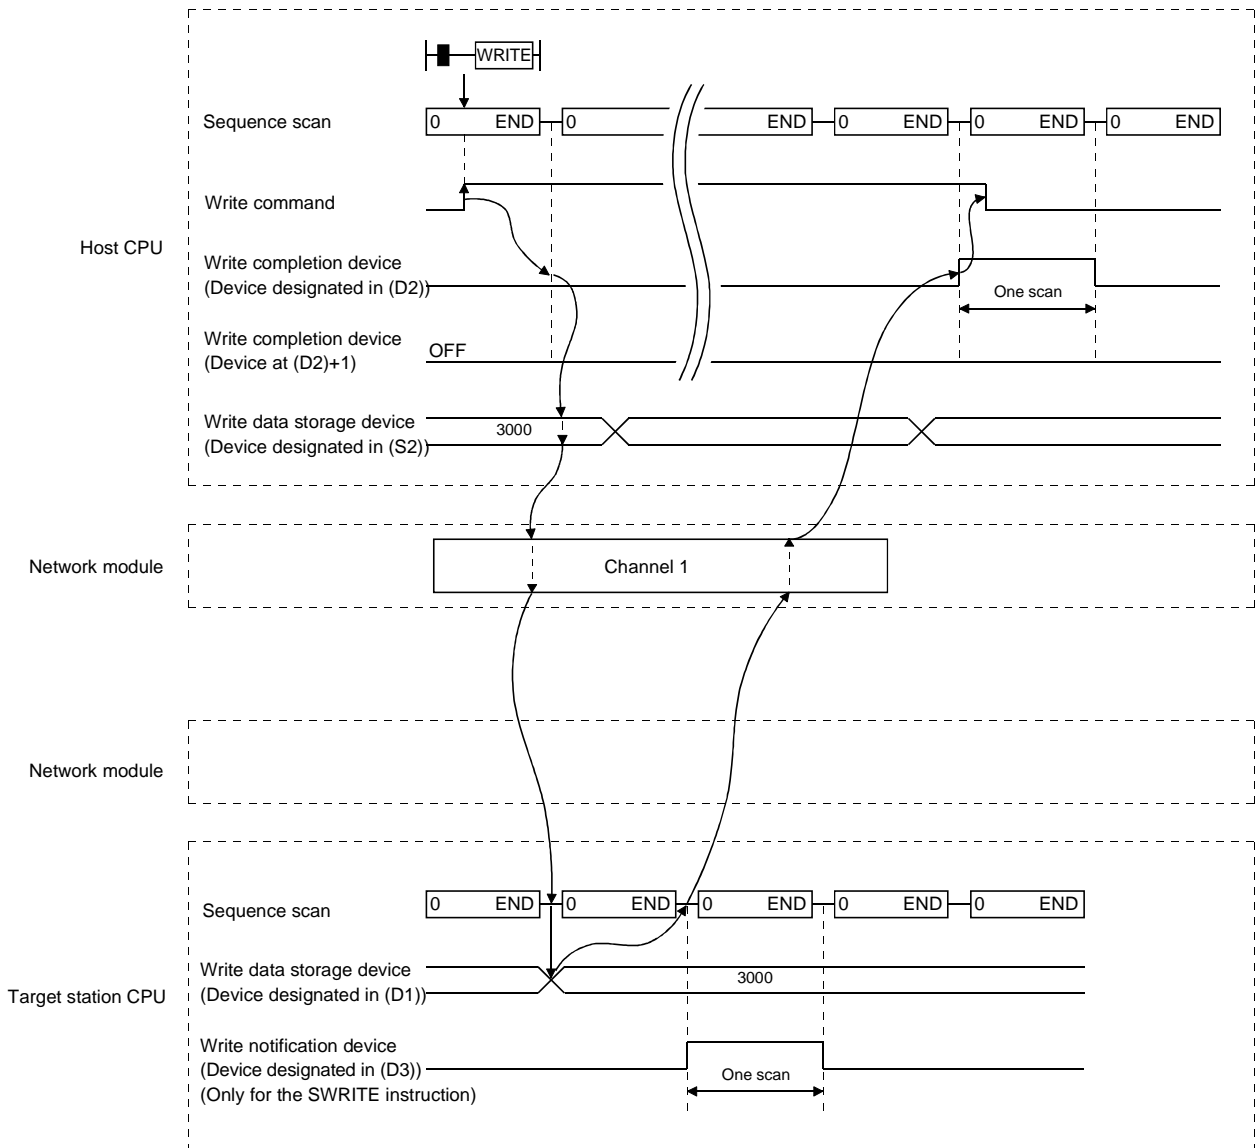 WRITE
Sequence scan
0 END 0 END 0 END 0 END 0 END
Write command
Host CPU
Write completion device
(Device designated in (D2))
One scan
Write completion device
(Device at (D2)+1)
OFF
Write data storage device
(Device designated in (S2))
3000
Network module
Channel 1
Network module
Sequence scan
0 END 0 END 0 END 0 END 0 END
Target station CPU
Write data storage device
(Device designated in (D1))
3000
Write notification device
(Device designated in (D3))
(Only for the SWRITE instruction)
One scan